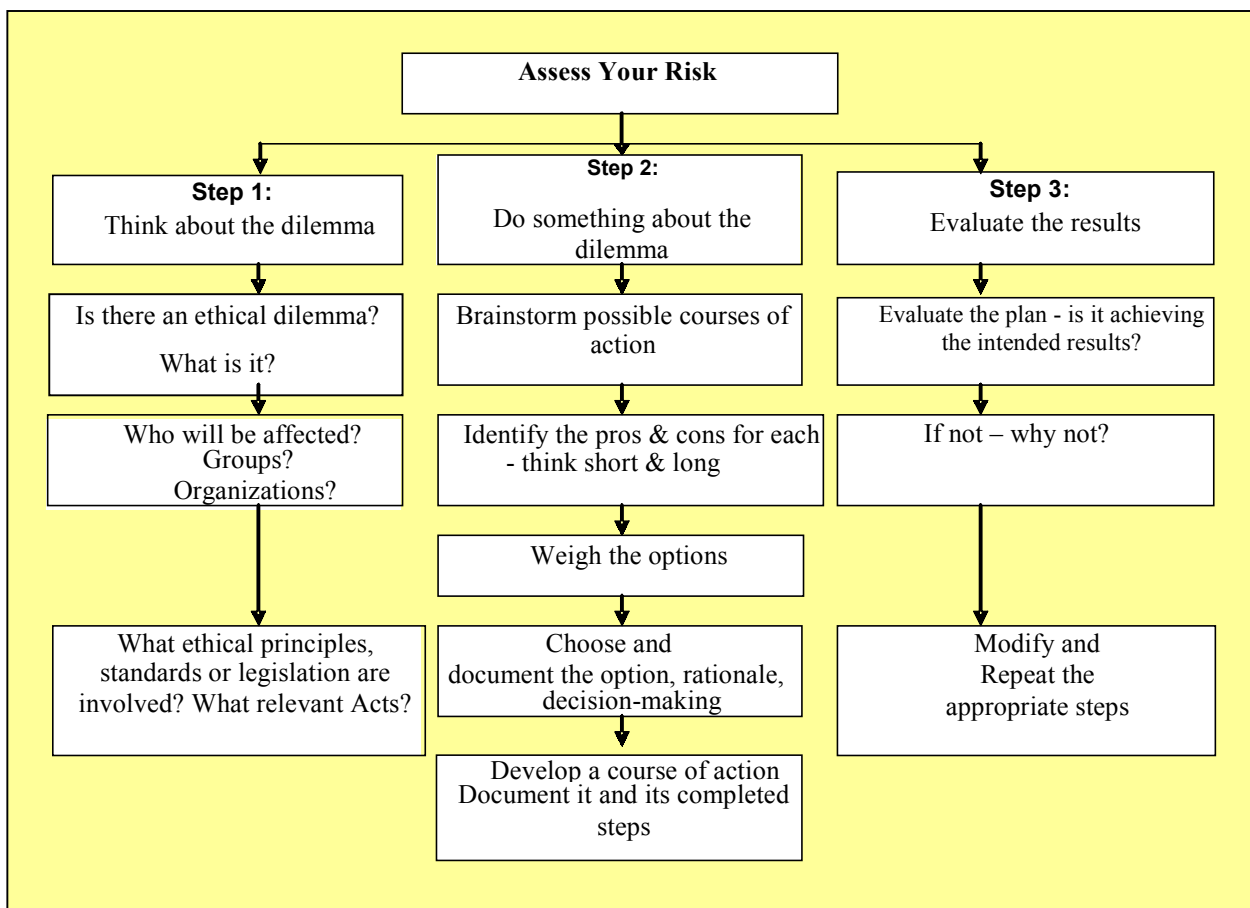 Assess Your Risk
Step 1:
Think about the dilemma
Is there an ethical dilemma?
What is it?
Who will be affected?
Groups?
Organizations?
What ethical principles,
standards or legislation are
involved? What relevant Acts?
Step 2:
Do something about the
dilemma
Brainstorm possible courses of
action
Identify the pros & cons for each
- think short & long
Weigh the options
Choose and
document the option, rationale,
decision-making
Develop a course of action
Document it and its completed
steps
Step 3:
Evaluate the results
Evaluate the plan - is it achieving
the intended results?
If not – why not?
Modify and
Repeat the
appropriate steps